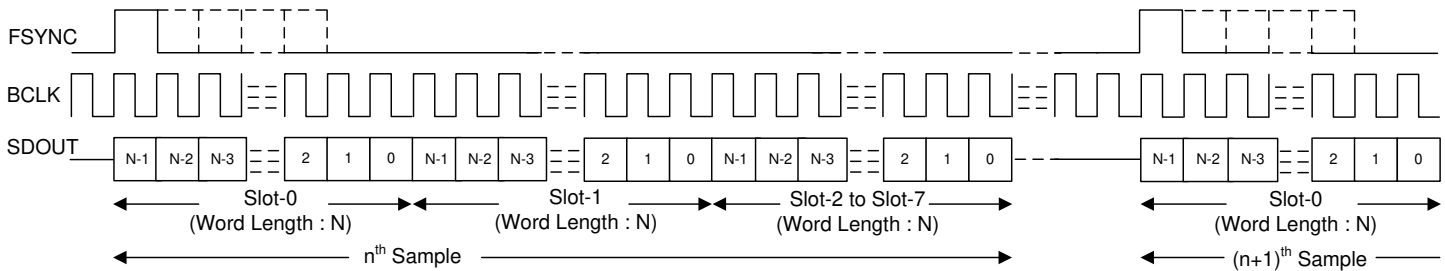 FSYNC
BCLK
SDOUT
N-1 N-2 N-3 2 1 0 N-1 N-2 N-3 2 1 0 N-1 N-2 N-3 2 1 0 N-1 N-2 N-3 2 1 0
Slot-0 Slot-1 Slot-2 to Slot-7 Slot-0
(Word Length : N) (Word Length : N) (Word Length : N) (Word Length : N)
nth Sample (n+1)th Sample